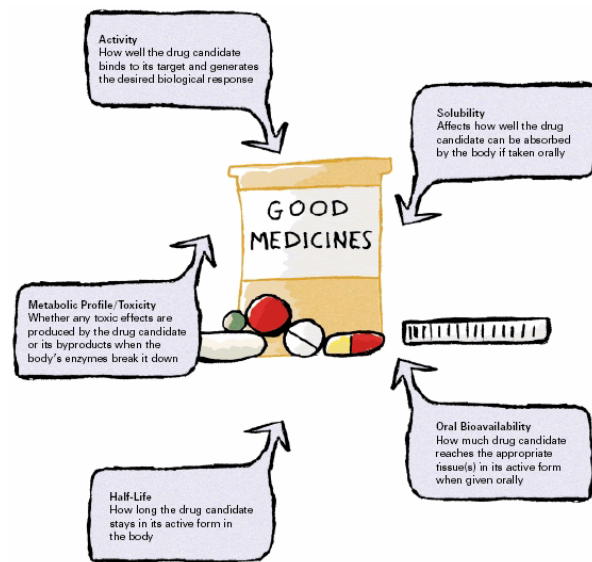 Activity
How well the drug candidate
binds to its target and generates
the desired biological response
Solubility
Affects how well the drug
candidate can be absorbed
by the body if taken orally
GOOD
MEDICINES
Metabolic Profile/Toxicity
Whether any toxic effects are
produced by the drug candidate
or its byproducts when the
body's enzymes break it down
Oral Bioavailability
How much drug candidate
reaches the appropriate
tissue(s) in its active form
when given orally
Half-Life
How long the drug candidate
stays in its active form in
the body